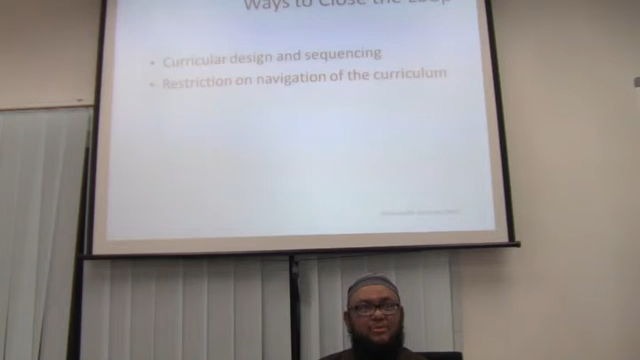 Ways to Close the Loop
• Curricular design and sequencing
• Restriction on navigation of the curriculum